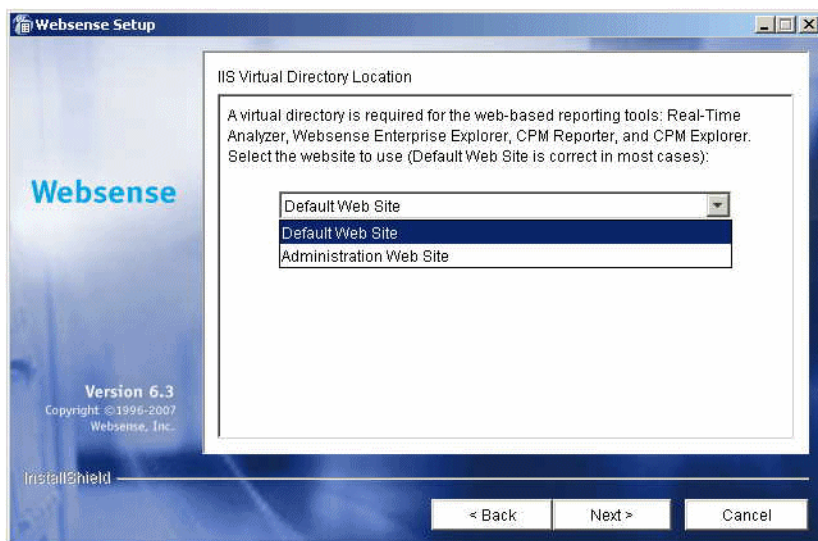 Websense Setup
IIS Virtual Directory Location
A virtual directory is required for the web-based reporting tools: Real-Time
Analyzer, Websense Enterprise Explorer, CPM Reporter, and CPM Explorer.
Select the website to use (Default Web Site is correct in most cases):
Websense
Default Web Site
Default Web Site
Administration Web Site
Version 6.3
Copyright ©1996-2007
Websense, Inc.
InstallShield
< Back
Next >
Cancel